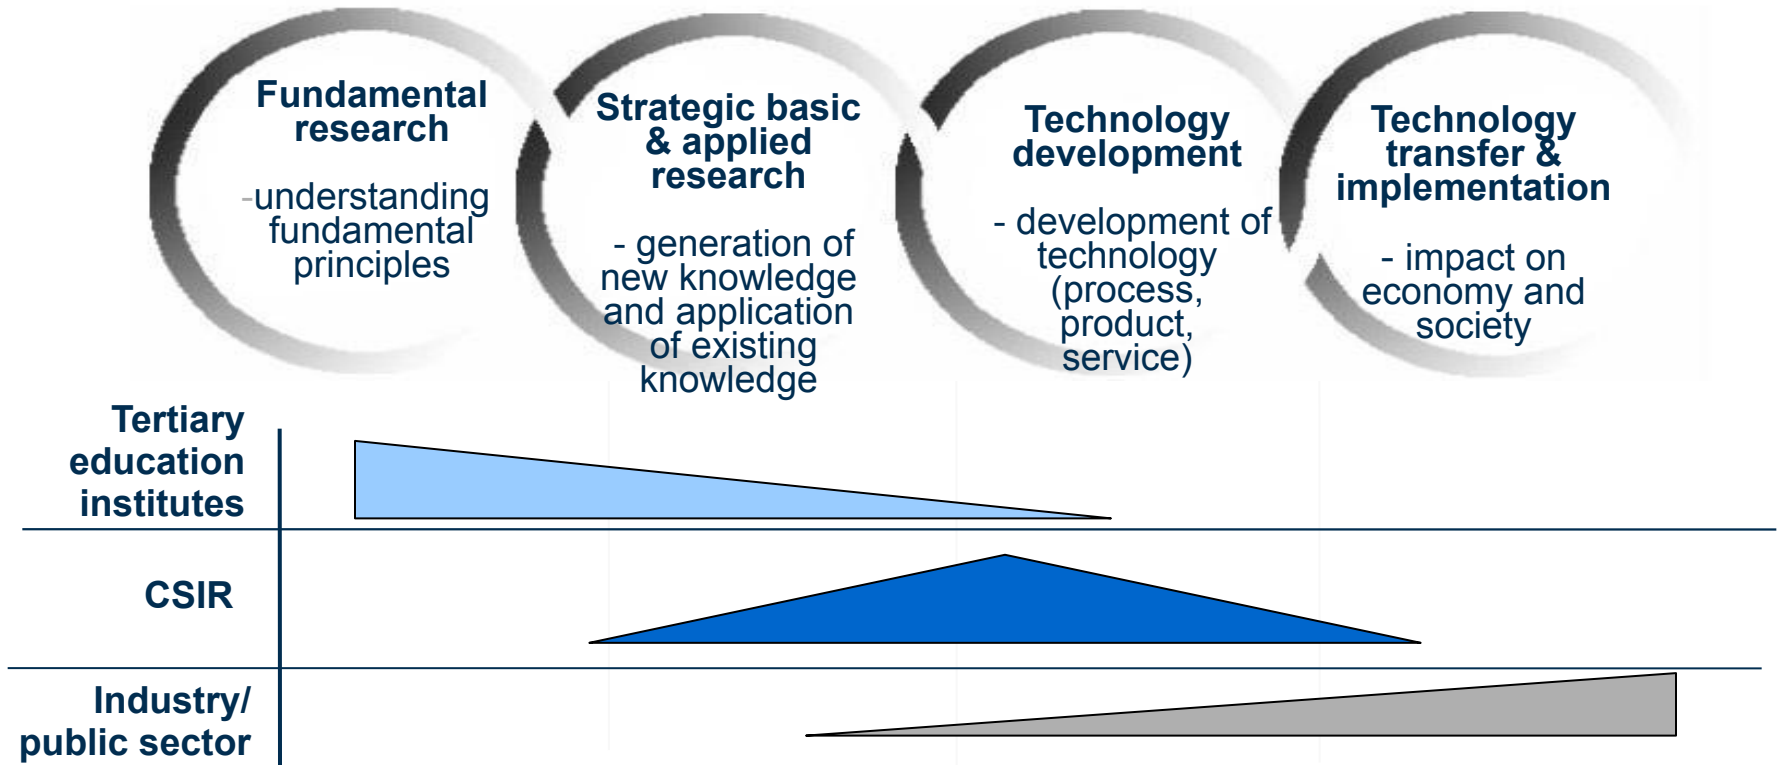 Fundamental
research
-understanding
fundamental
principles
Strategic basic
& applied
research
- generation of
new knowledge
and application
of existing
knowledge
Technology
development
- development of
technology
(process,
product,
service)
Technology
transfer &
implementation
- impact on
economy and
society
Tertiary
education
institutes
CSIR
Industry/
public sector